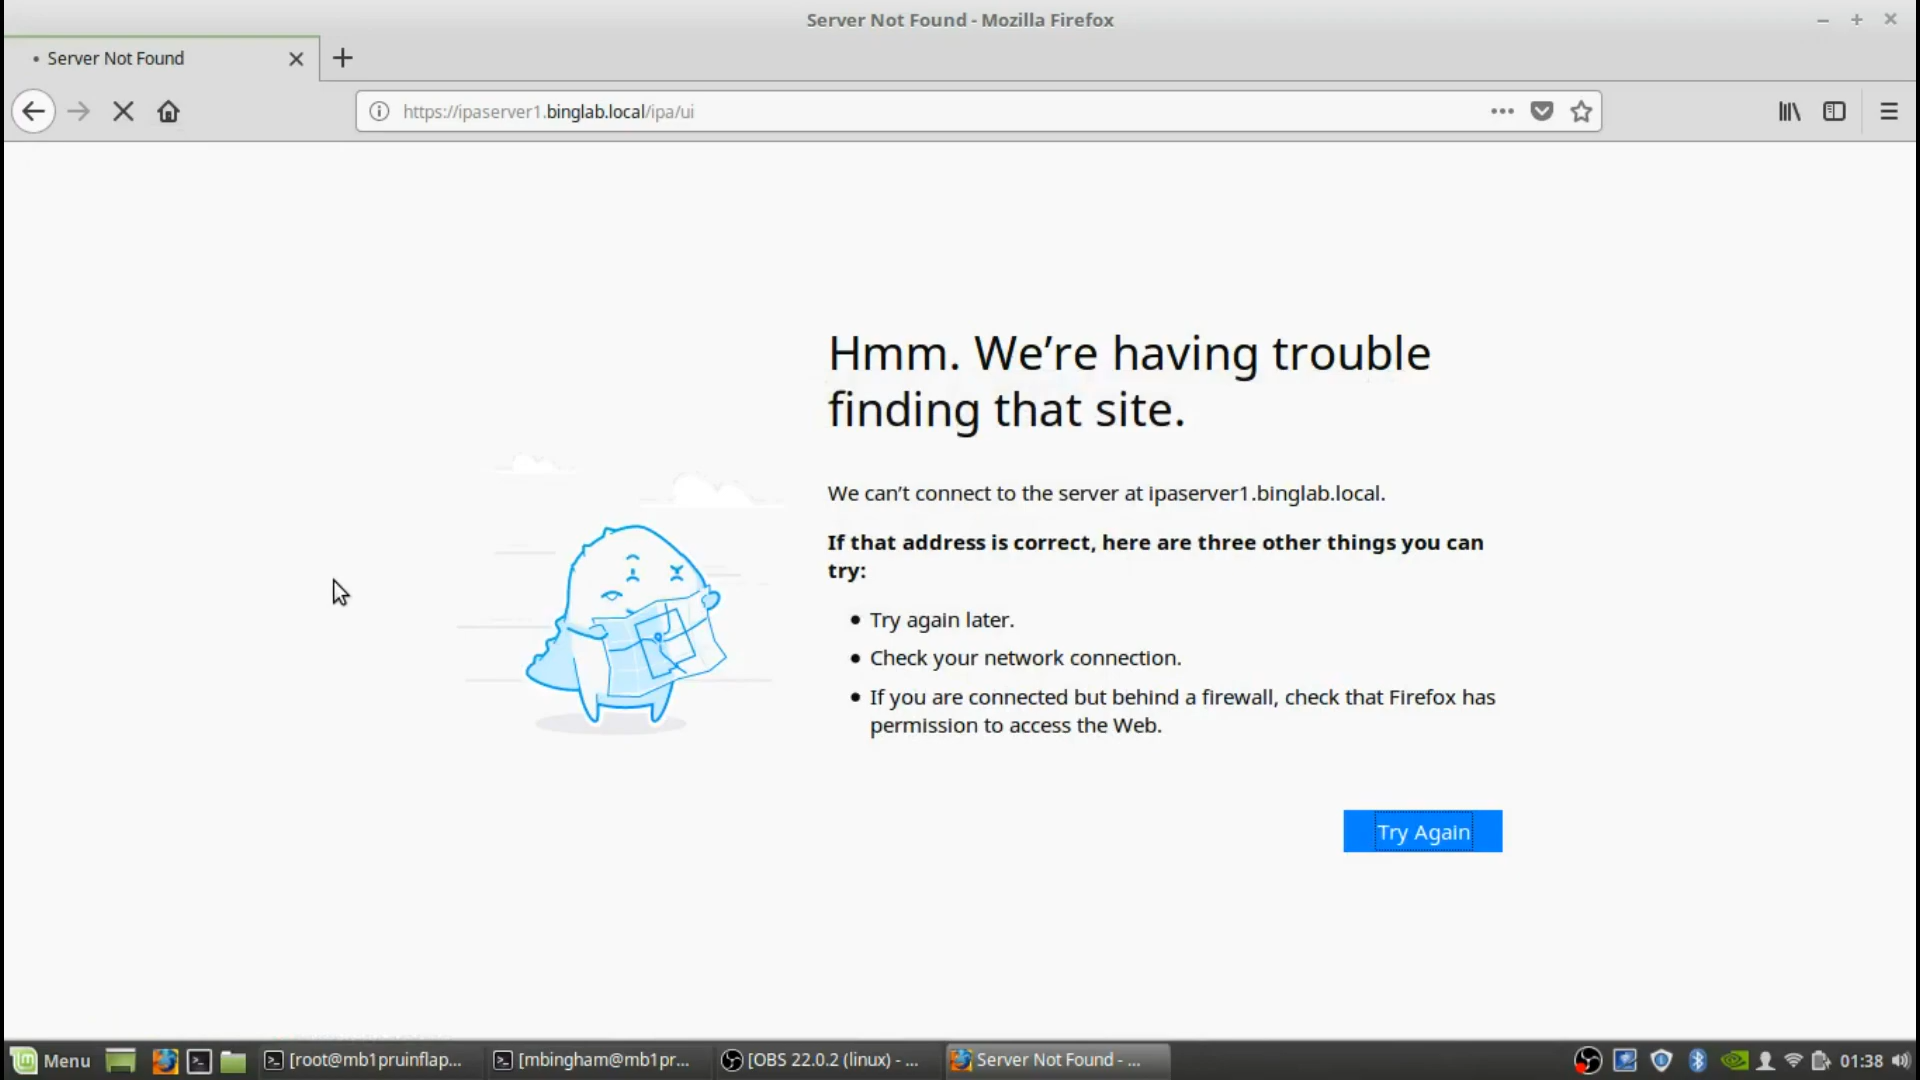 Server Not Found - Mozilla Firefox
Server Not Found
https://ipaserver1.binglab.local/ipa/ui
Hmm. We’re having trouble
finding that site.
We can’t connect to the server at ipaserver1.binglab.local.
If that address is correct, here are three other things you can
try:
Try again later.
Check your network connection.
If you are connected but behind a firewall, check that Firefox has
permission to access the Web.
Try Again
Menu
[root@mb1pruinflap...
[mbingham@mb1pr...
[OBS 22.0.2 (linux) - ...
Server Not Found - ...
01:38